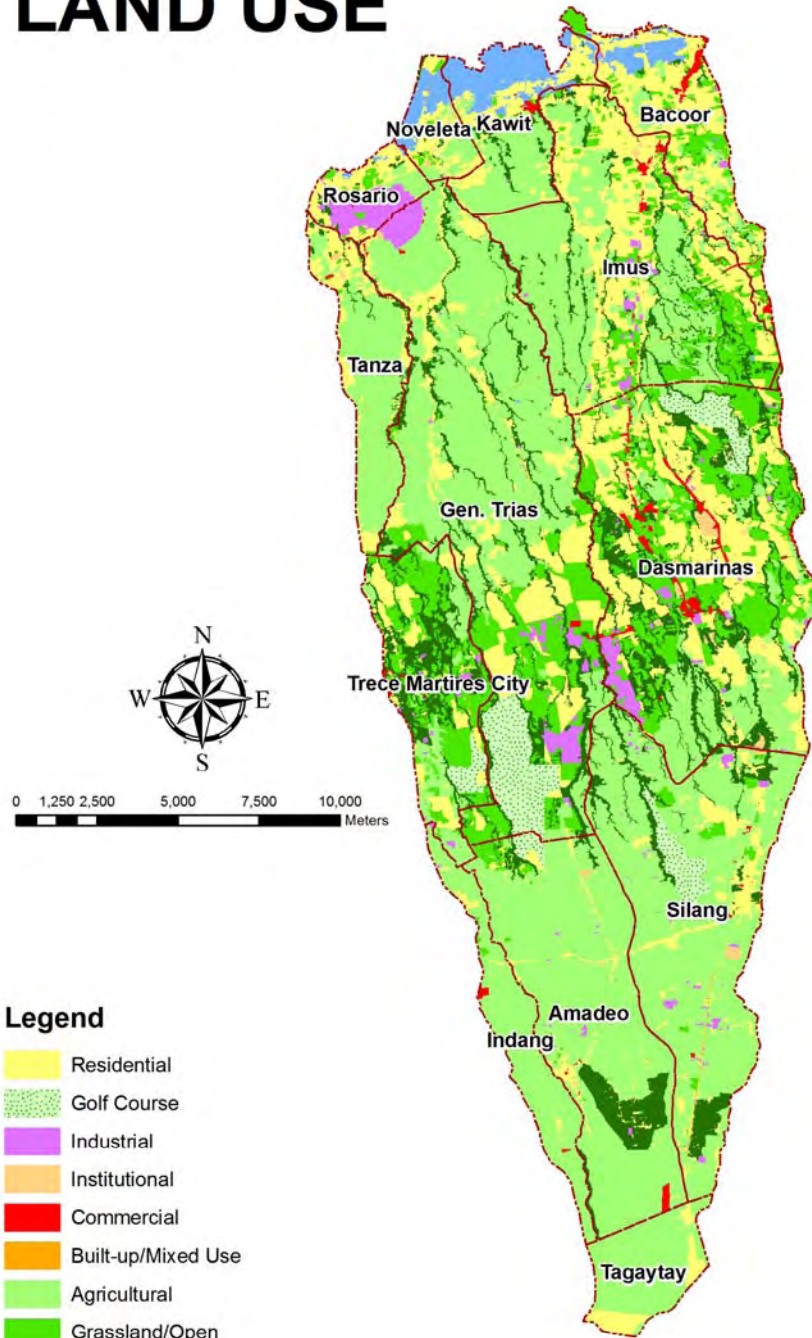 LAND USE
Bacoor
Noveleta
Kawit
Rosario
Imus
Tanza
Gen. Trias
Dasmarinas
Trece Martires City
N
W
E
S
0 1,250 2,500 5,000 7,500 10,000
Meters
Silang
Amadeo
Indang
Tagaytay
Legend
Residential
Golf Course
Industrial
Institutional
Commercial
Built-up/Mixed Use
Agricultural
Grassland/Open